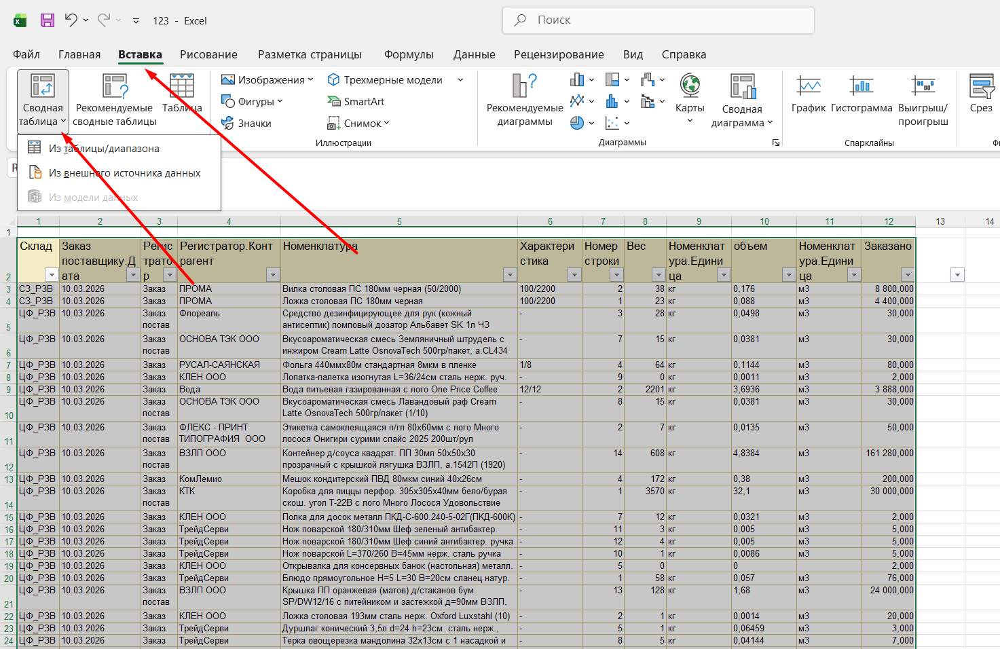 123 - Excel
Поиск
Файл Главная Вставка Рисование Разметка страницы Формулы Данные Рецензирование Вид Справка
Сводная таблица
Рекомендуемые сводные таблицы
Таблица
Изображения
Фигуры
Значки
Трехмерные модели
SmartArt
Снимок
Иллюстрации
Рекомендуемые диаграммы
Карты
Сводная диаграмма
Диаграммы
График
Гистограмма
Выигрыш/проигрыш
Спарклайны
Срез
Из таблицы/диапазона
Из внешнего источника данных
Из модели данных
1 2 3 4 5 6 7 8 9 10 11 12 13 14
1
2 Склад Заказ поставщику.Дата Регистратор Регистратор.Контрагент Номенклатура Характеристика Номер строки Вес Номенклатура.Единица объем Номенклатура.Единица Заказано
3 СЗ_РЗВ 10.03.2026 Заказ ПРОМА Вилка столовая ПС 180мм черная (50/2000) 100/2200 2 38 кг 0,176 м3 8 800,000
4 СЗ_РЗВ 10.03.2026 Заказ ПРОМА Ложка столовая ПС 180мм черная 100/2200 1 23 кг 0,088 м3 4 400,000
5 ЦФ_РЗВ 10.03.2026 Заказ постав Флореаль Средство дезинфицирующее для рук (кожный антисептик) помповый дозатор Альбавет SK 1л ЧЗ - 3 28 кг 0,0498 м3 30,000
6 ЦФ_РЗВ 10.03.2026 Заказ постав ОСНОВА ТЭК ООО Вкусоароматическая смесь Земляничный штрудель с инжиром Cream Latte OsnovaTech 500гр/пакет, а.CL434 - 7 15 кг 0,0381 м3 30,000
7 ЦФ_РЗВ 10.03.2026 Заказ РУСАЛ-САЯНСКАЯ Фольга 440ммх80м стандартная 8мкм в пленке 1/8 4 64 кг 0,1144 м3 80,000
8 ЦФ_РЗВ 10.03.2026 Заказ КЛЕН ООО Лопатка-палетка изогнутая L=36/24см сталь нерж. руч. - 9 0 кг 0,0011 м3 2,000
9 ЦФ_РЗВ 10.03.2026 Заказ Вода Вода питьевая газированная с лого One Price Coffee 12/12 2 2201 кг 3,6936 м3 3 888,000
10 ЦФ_РЗВ 10.03.2026 Заказ постав ОСНОВА ТЭК ООО Вкусоароматическая смесь Лавандовый раф Cream Latte OsnovaTech 500гр/пакет (1/10) - 8 15 кг 0,0381 м3 30,000
11 ЦФ_РЗВ 10.03.2026 Заказ постав ФЛЕКС - ПРИНТ ТИПОГРАФИЯ ООО Этикетка самоклеящаяся п/гл 80х60мм с лого Много лосося Онигири сурими спайс 2025 200шт/рул - 2 7 кг 0,0135 м3 50,000
12 ЦФ_РЗВ 10.03.2026 Заказ постав ВЗЛП ООО Контейнер д/соуса квадрат. ПП 30мл 50х50х30 прозрачный с крышкой лягушка ВЗЛП, а.1542П (1920) - 14 608 кг 4,8384 м3 161 280,000
13 ЦФ_РЗВ 10.03.2026 Заказ КомЛемио Мешок кондитерский ПВД 80мкм синий 40х26см - 4 172 кг 0,38 м3 200,000
14 ЦФ_РЗВ 10.03.2026 Заказ постав КТК Коробка для пиццы перфор. 305х305х40мм бело/бурая скош. угол Т-22В с лого Много Лосося Удовольствие - 1 3570 кг 32,1 м3 30 000,000
15 ЦФ_РЗВ 10.03.2026 Заказ КЛЕН ООО Полка для досок металл ПКД-С-600.240-5-02Г(ПКД-600К) - 7 12 кг 0,0321 м3 2,000
16 ЦФ_РЗВ 10.03.2026 Заказ ТрейдСерви Нож поварской 180/310мм Шеф зеленый антибактер. - 11 3 кг 0,005 м3 5,000
17 ЦФ_РЗВ 10.03.2026 Заказ ТрейдСерви Нож поварской 180/310мм Шеф синий антибактер. ручка - 12 4 кг 0,005 м3 5,000
18 ЦФ_РЗВ 10.03.2026 Заказ ТрейдСерви Нож поварской L=370/260 В=45мм нерж. сталь ручка - 10 1 кг 0,0086 м3 5,000
19 ЦФ_РЗВ 10.03.2026 Заказ КЛЕН ООО Открывалка для консервных банок (настольная) металл. - 5 0 0 2,000
20 ЦФ_РЗВ 10.03.2026 Заказ ТрейдСерви Блюдо прямоугольное H=5 L=30 B=20см сланец натур. - 1 58 кг 0,057 м3 76,000
21 ЦФ_РЗВ 10.03.2026 Заказ постав ВЗЛП ООО Крышка ПП оранжевая (матов) д/стаканов бум. SP/DW12/16 с питейником и застежкой д=90мм ВЗЛП, - 13 128 кг 1,68 м3 24 000,000
22 ЦФ_РЗВ 10.03.2026 Заказ КЛЕН ООО Ложка столовая 193мм сталь нерж. Oxford Luxstahl (10) - 2 1 кг 0,0014 м3 20,000
23 ЦФ_РЗВ 10.03.2026 Заказ ТрейдСерви Дуршлаг конический 3,5л d=24 h=23см сталь нерж., - 5 1 кг 0,06459 м3 3,000
24 ЦФ_РЗВ 10.03.2026 Заказ ТрейдСерви Терка овощерезка мандолина 32х13см с 1 насадкой и - 8 5 кг 0,04144 м3 7,000